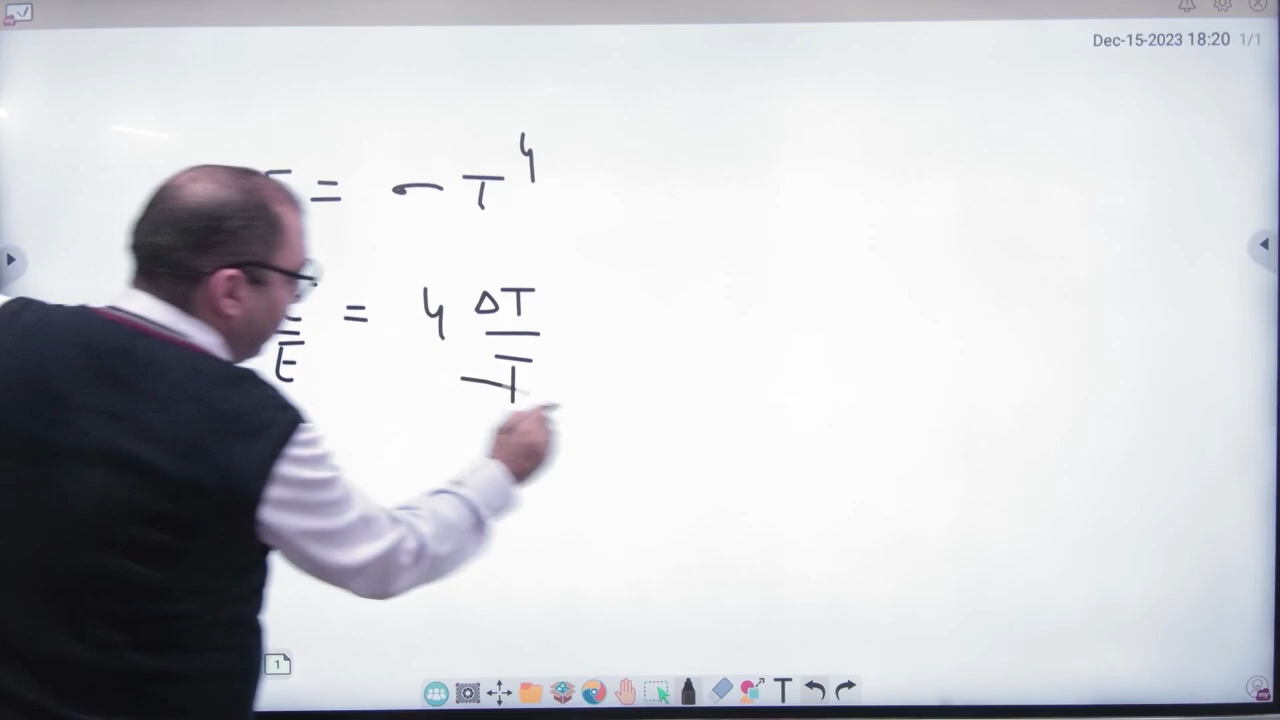 Dec-15-2023 18:20 1/1
= σ T⁴
E = 4 ΔT
T
1
T